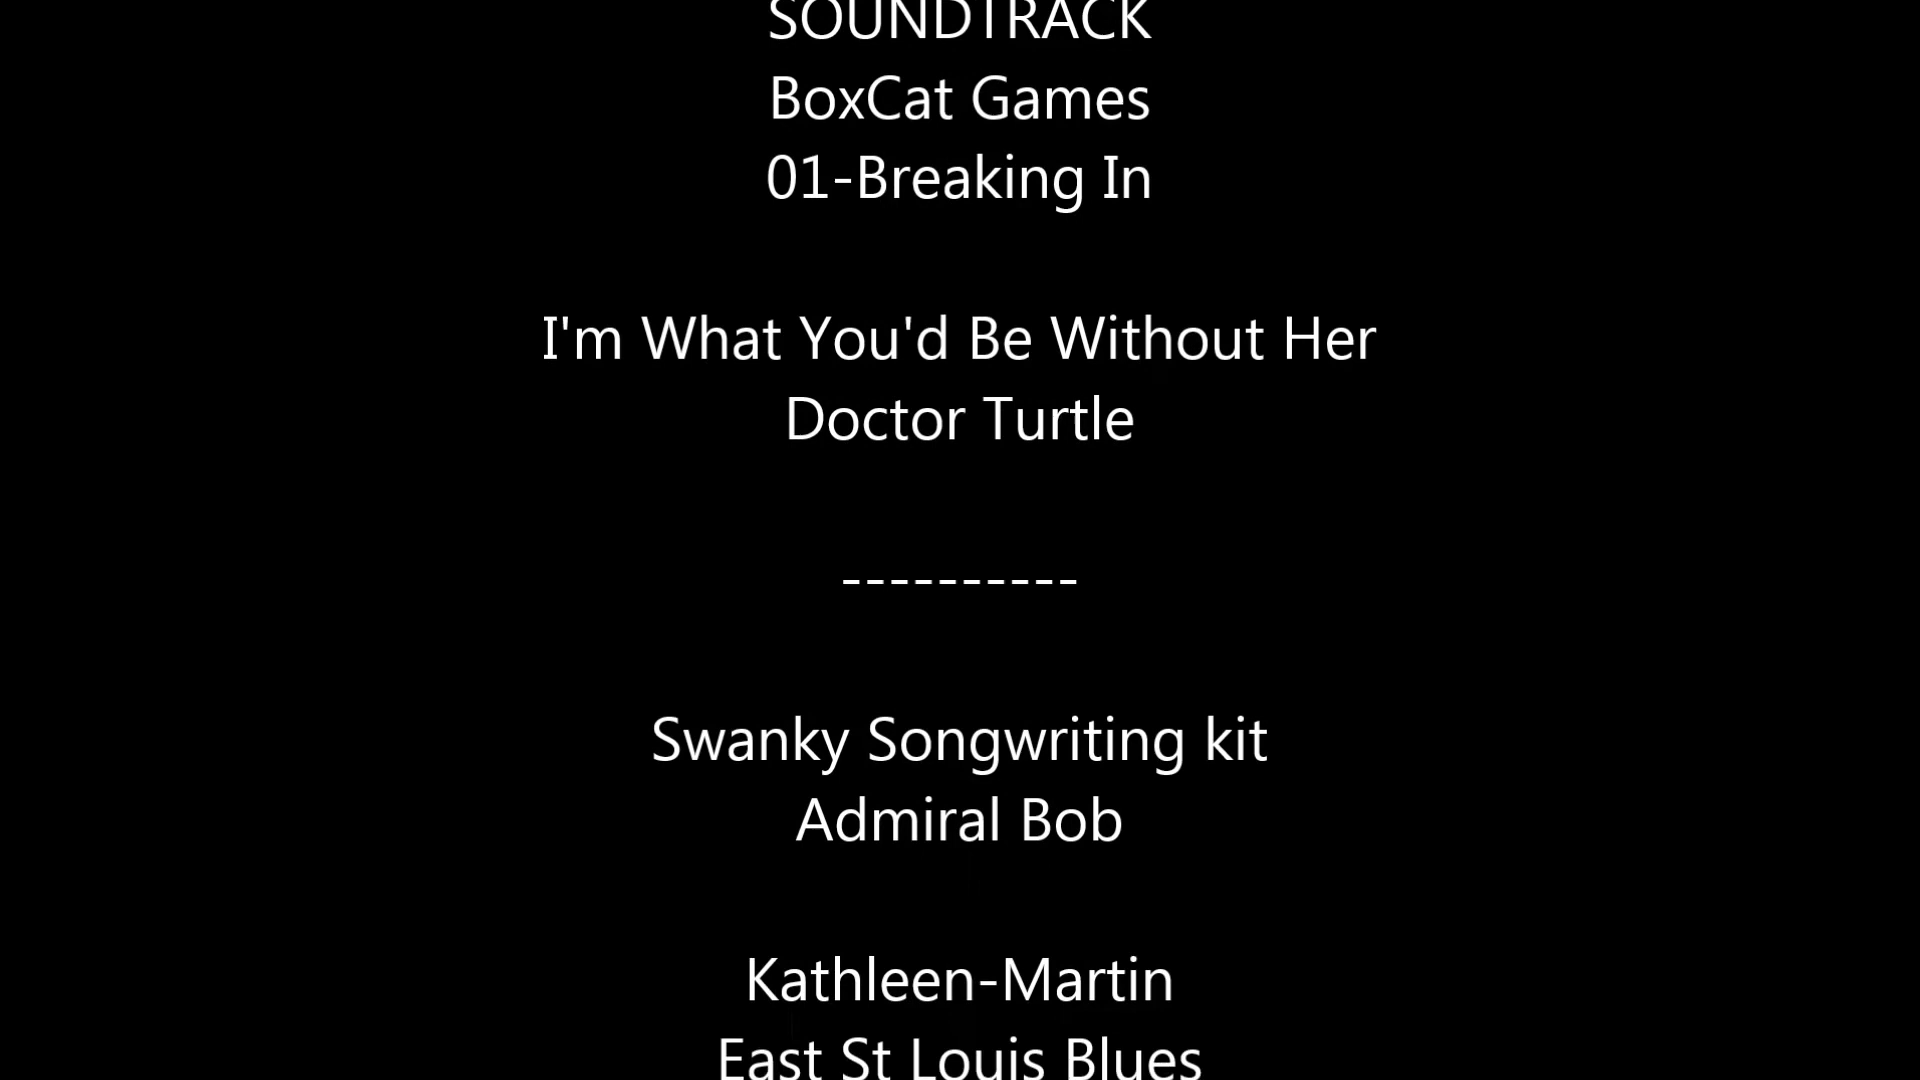 SOUNDTRACK
BoxCat Games
01-Breaking In
I'm What You'd Be Without Her
Doctor Turtle
----------
Swanky Songwriting kit
Admiral Bob
Kathleen-Martin
East St Louis Blues